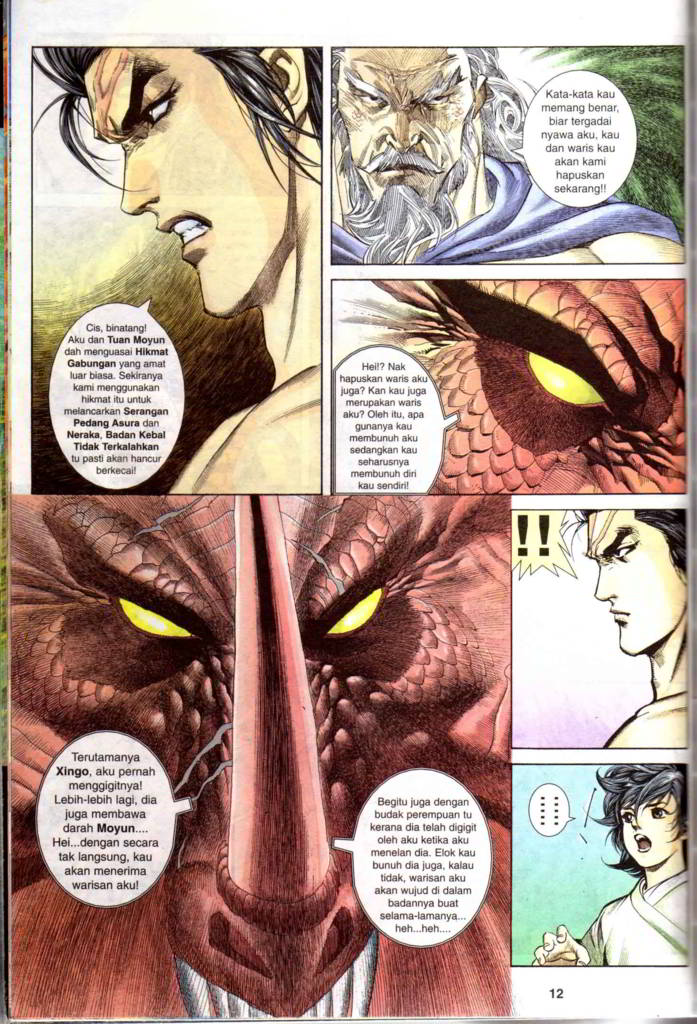 Cis, binatang!
Aku dan Tuan Moyun
dah menguasai Hikmat
Gabungan yang amat
luar biasa. Sekiranya
kami menggunakan
hikmat itu untuk
melancarkan Serangan
Pedang Asura dan
Neraka, Badan Kebal
Tidak Terkalahkan
tu pasti akan hancur
berkecai!
Kata-kata kau
memang benar,
biar tergadai
nyawa aku, kau
dan waris kau
akan kami
hapuskan
sekarang!!
Hei!? Nak
hapuskan waris aku
juga? Kan kau juga
merupakan waris
aku? Oleh itu, apa
gunanya kau
membunuh aku
sedangkan kau
seharusnya
membunuh diri
kau sendiri!
Terutamanya
Xingo, aku pernah
menggigitnya!
Lebih-lebih lagi, dia
juga membawa
darah Moyun....
Hei...dengan secara
tak langsung, kau
akan menerima
warisan aku!
Begitu juga dengan
budak perempuan tu
kerana dia telah digigit
oleh aku ketika aku
menelan dia. Elok kau
bunuh dia juga, kalau
tidak, warisan aku
akan wujud di dalam
badannya buat
selama-lamanya...
heh...heh....
!!
......
12